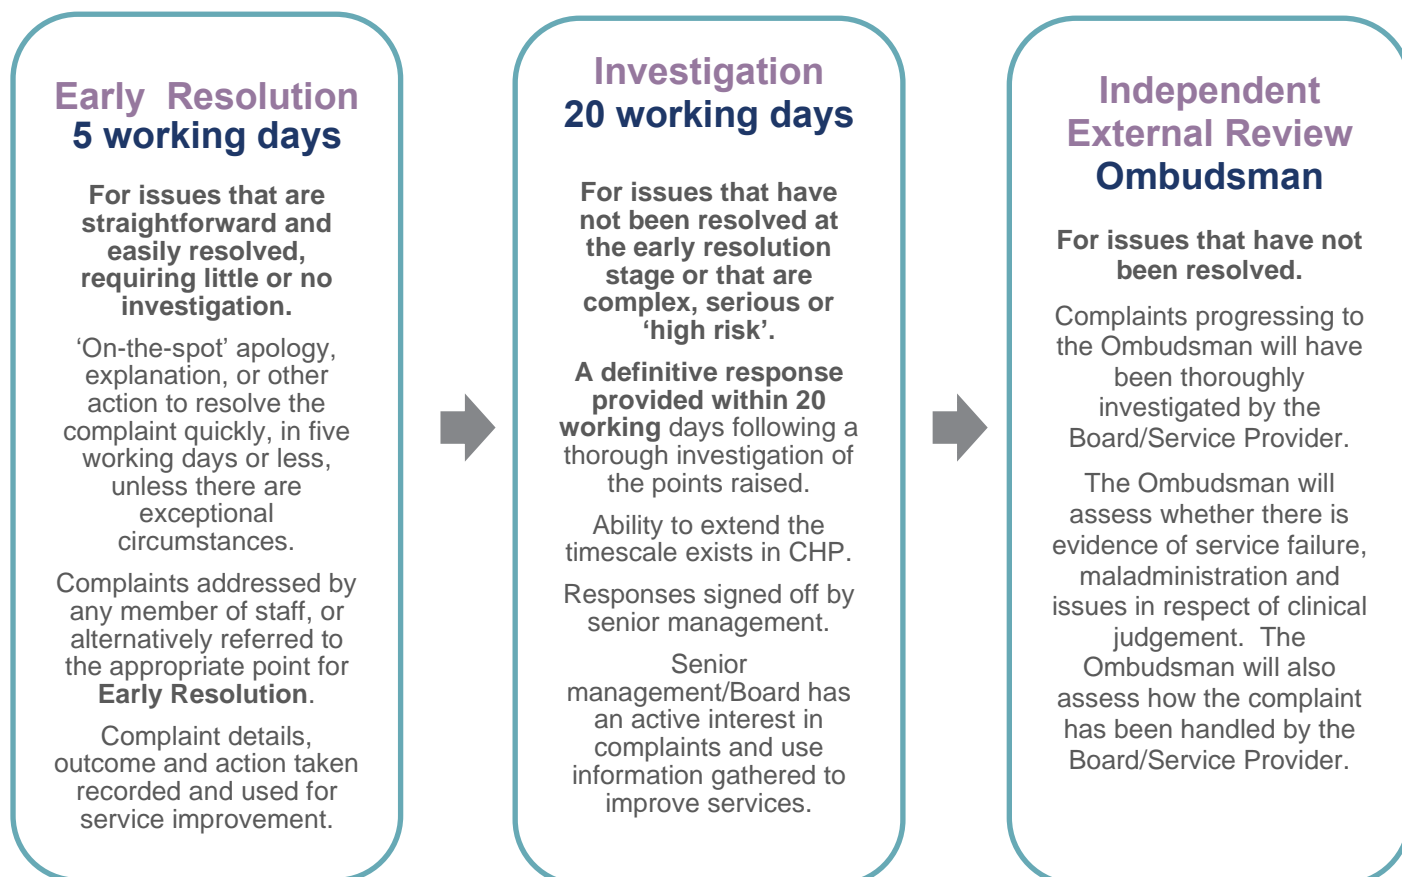 Early  Resolution
5 working days
For issues that are
straightforward and
easily resolved,
requiring little or no
investigation.
‘On-the-spot’ apology,
explanation, or other
action to resolve the
complaint quickly, in five
working days or less,
unless there are
exceptional
circumstances.
Complaints addressed by
any member of staff, or
alternatively referred to
the appropriate point for
Early Resolution.
Complaint details,
outcome and action taken
recorded and used for
service improvement.
Investigation
20 working days
For issues that have
not been resolved at
the early resolution
stage or that are
complex, serious or
‘high risk’.
A definitive response
provided within 20
working days following a
thorough investigation of
the points raised.
Ability to extend the
timescale exists in CHP.
Responses signed off by
senior management.
Senior
management/Board has
an active interest in
complaints and use
information gathered to
improve services.
Independent
External Review
Ombudsman
For issues that have not
been resolved.
Complaints progressing to
the Ombudsman will have
been thoroughly
investigated by the
Board/Service Provider.
The Ombudsman will
assess whether there is
evidence of service failure,
maladministration and
issues in respect of clinical
judgement.  The
Ombudsman will also
assess how the complaint
has been handled by the
Board/Service Provider.